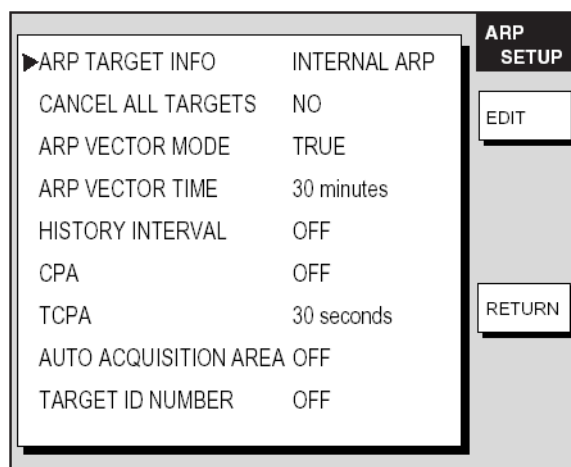 ARP TARGET INFO INTERNAL ARP
CANCEL ALL TARGETS NO
ARP VECTOR MODE TRUE
ARP VECTOR TIME 30 minutes
HISTORY INTERVAL OFF
CPA OFF
TCPA 30 seconds
AUTO ACQUISITION AREA OFF
TARGET ID NUMBER OFF
ARP
SETUP
EDIT
RETURN